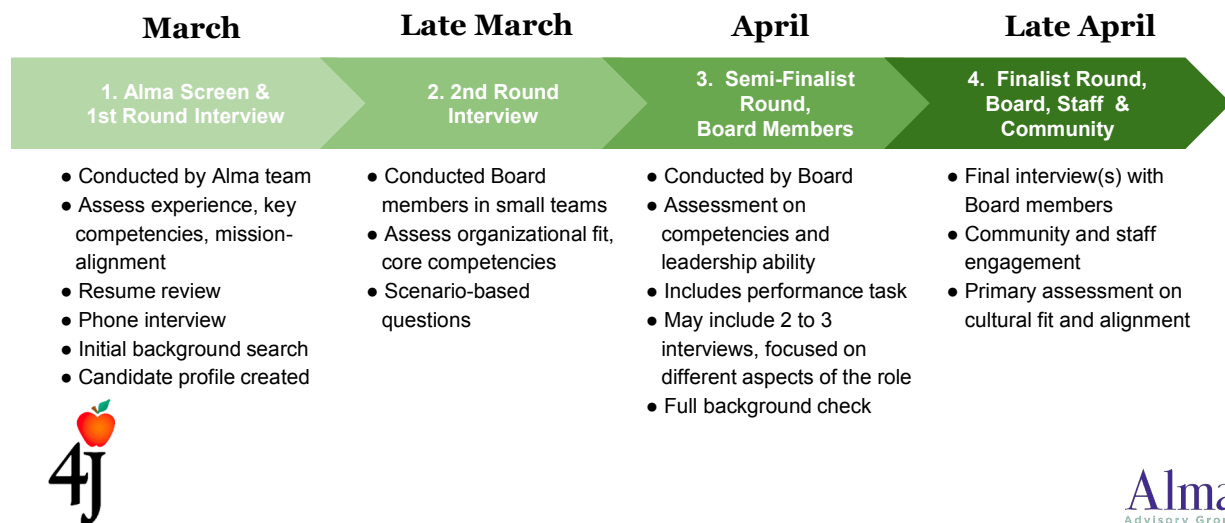 March
Late March
April
Late April
1. Alma Screen &
1st Round Interview
2. 2nd Round
Interview
3. Semi-Finalist
Round,
Board Members
4. Finalist Round,
Board, Staff &
Community
● Conducted by Alma team
● Assess experience, key
competencies, mission-
alignment
● Resume review
● Phone interview
● Initial background search
● Candidate profile created
● Conducted Board
members in small teams
● Assess organizational fit,
core competencies
● Scenario-based
questions
● Conducted by Board
● Assessment on
competencies and
leadership ability
● Includes performance task
● May include 2 to 3
interviews, focused on
different aspects of the role
● Full background check
● Final interview(s) with
Board members
● Community and staff
engagement
● Primary assessment on
cultural fit and alignment
4J
Alma
Advisory Grou